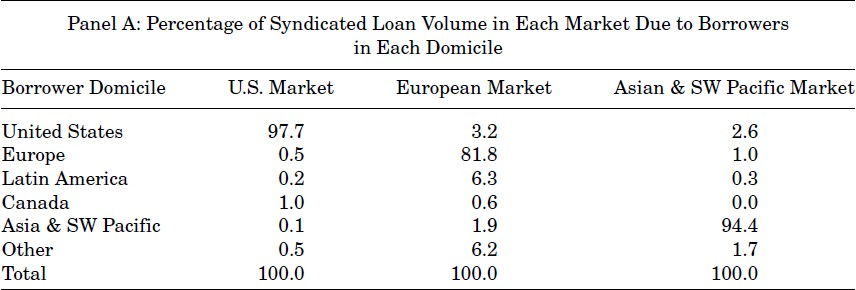 Panel A: Percentage of Syndicated Loan Volume in Each Market Due to Borrowers
in Each Domicile
Borrower Domicile U.S. Market European Market Asian & SW Pacific Market
United States 97.7 3.2 2.6
Europe 0.5 81.8 1.0
Latin America 0.2 6.3 0.3
Canada 1.0 0.6 0.0
Asia & SW Pacific 0.1 1.9 94.4
Other 0.5 6.2 1.7
Total 100.0 100.0 100.0